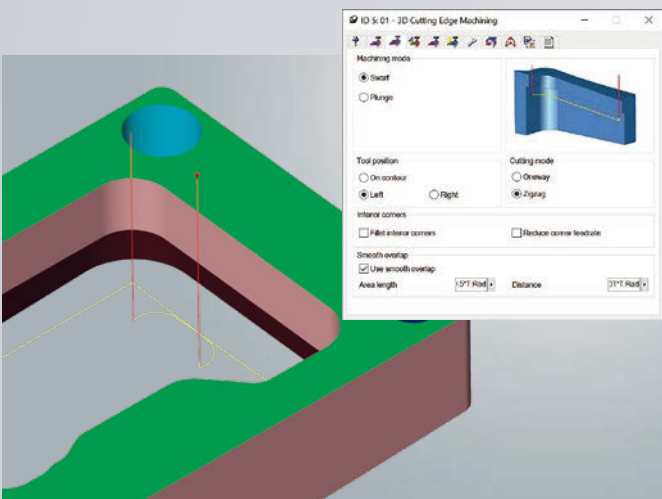 ID 5: 01 - 3D Cutting Edge Machining
Machining mode
Swarf
Plunge
Tool position
Cutting mode
On contour
Oneway
Left
Right
Zigzag
Interior corners
Fillet interior corners
Reduce corner feedrate
Smooth overlap
Use smooth overlap
Area length
Distance